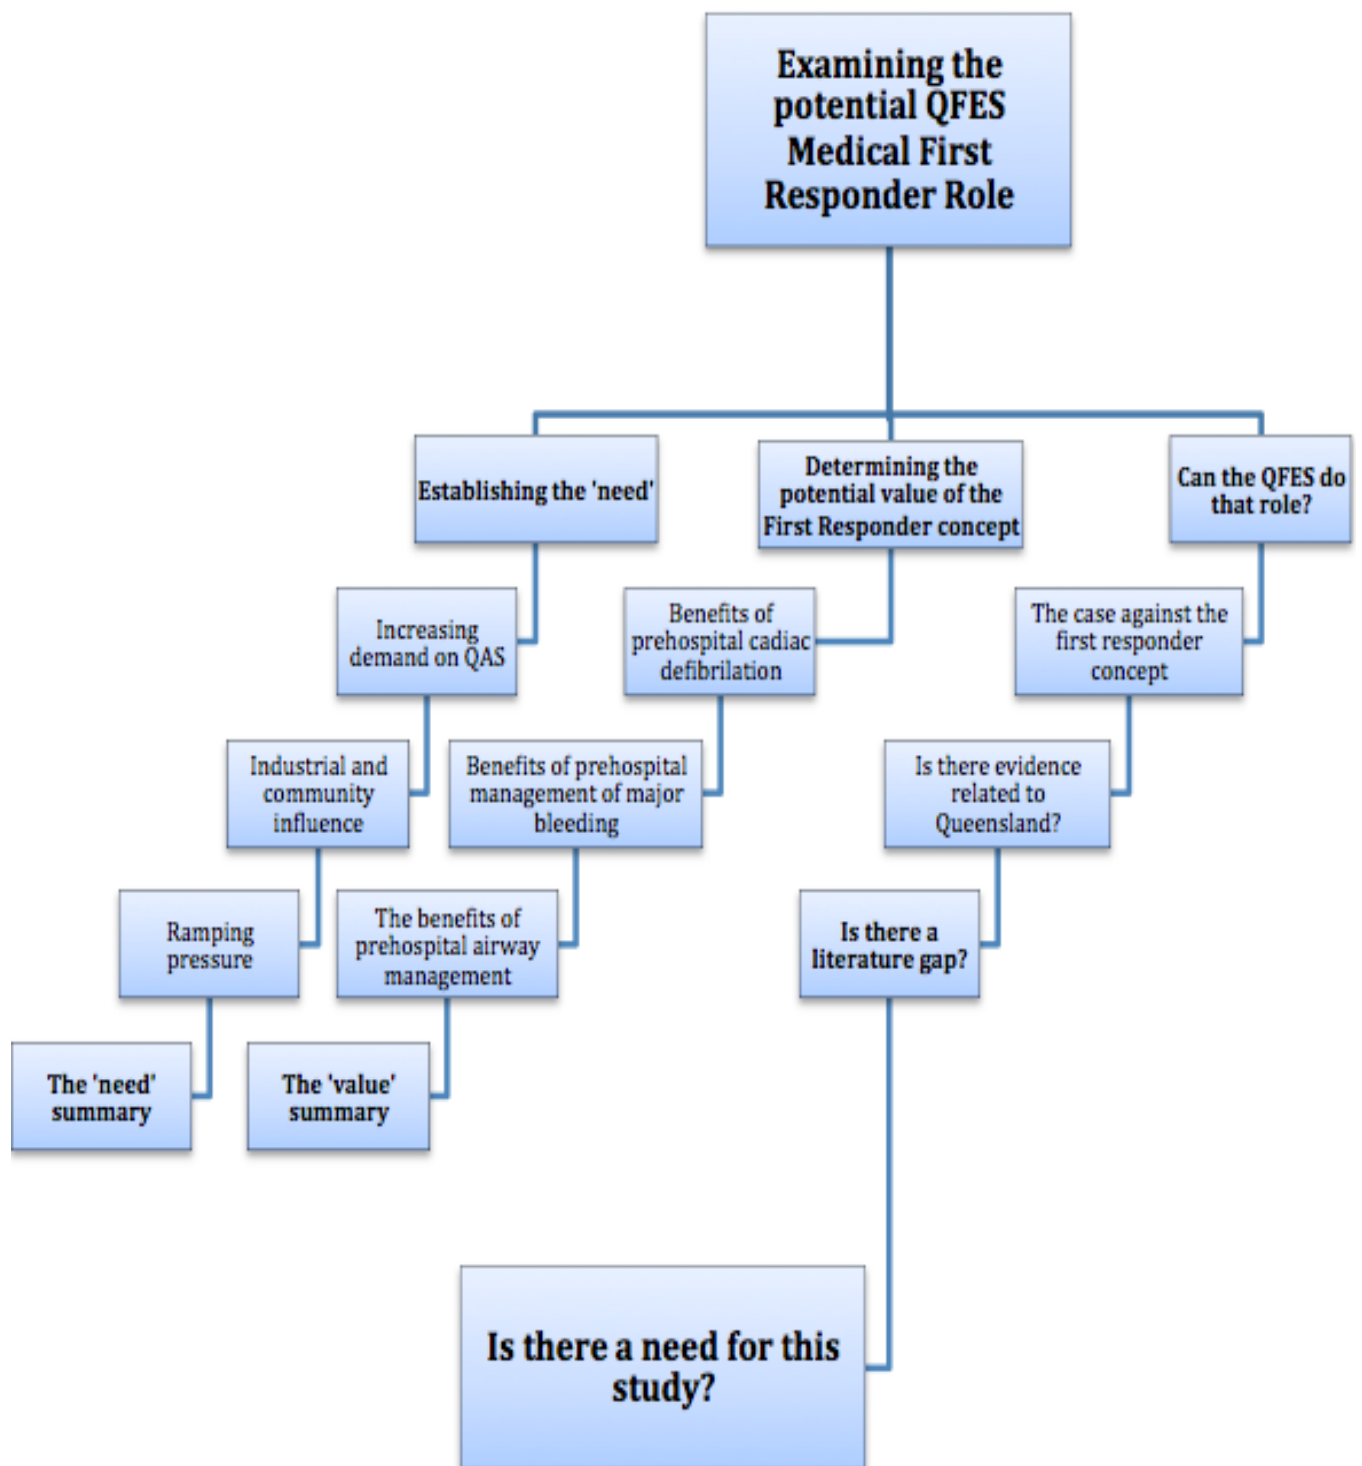 Examining the
potential QFES
Medical First
Responder Role
Establishing the 'need'
Determining the
potential value of the
First Responder concept
Can the QFES do
that role?
Increasing
demand on QAS
Benefits of
prehospital cadiac
defibrilation
The case against the
first responder
concept
Industrial and
community
influence
Benefits of prehospital
management of major
bleeding
Is there evidence
related to
Queensland?
Ramping
pressure
The benefits of
prehospital airway
management
Is there a
literature gap?
The 'need'
summary
The 'value'
summary
Is there a need for this
study?